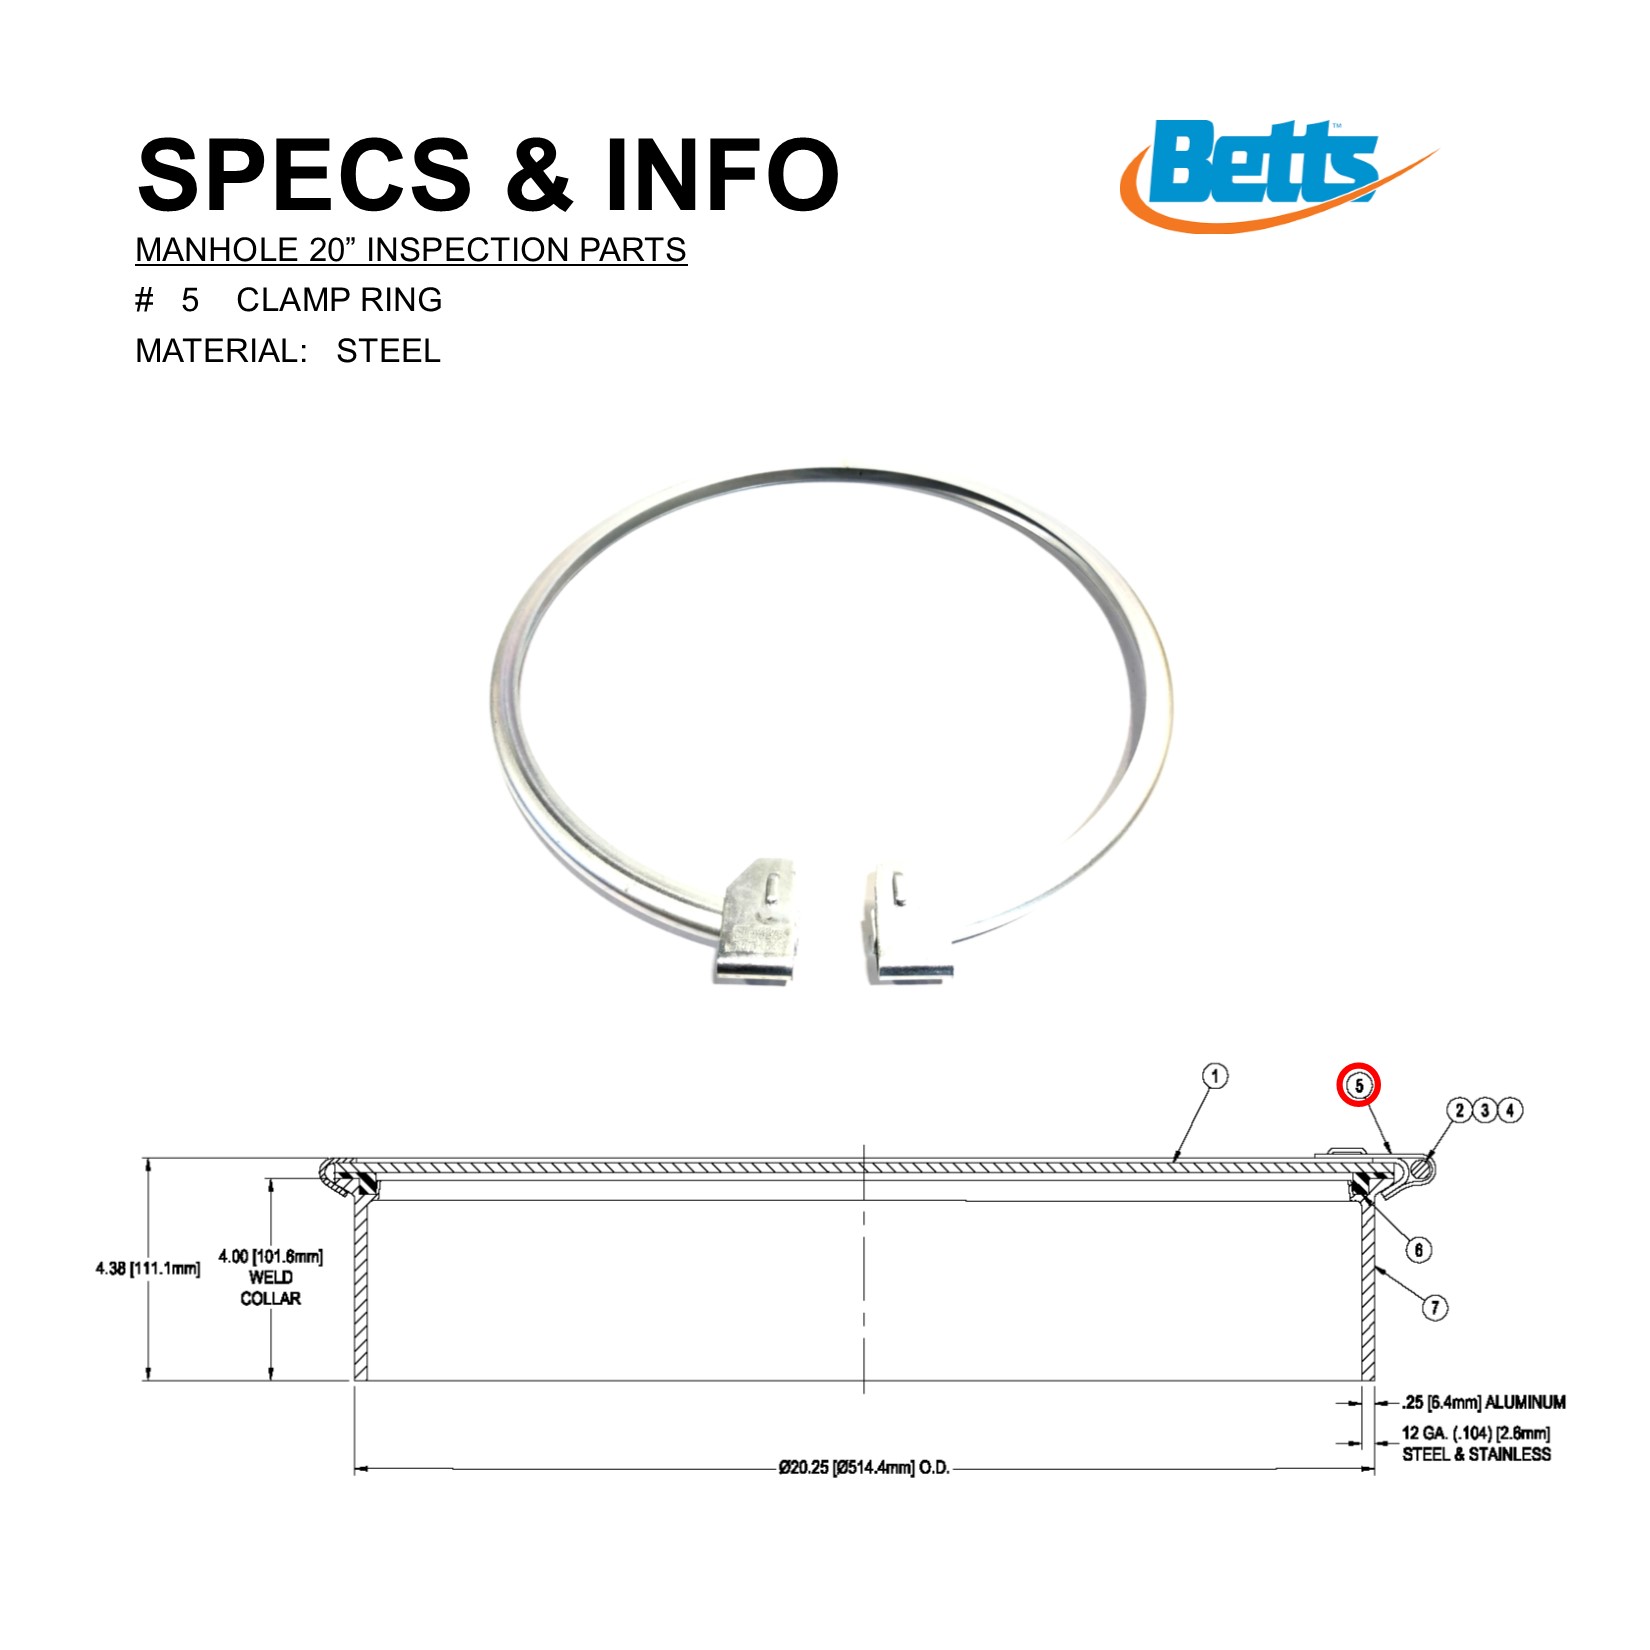 SPECS & INFO
Betts™
MANHOLE 20” INSPECTION PARTS
# 5 CLAMP RING
MATERIAL: STEEL
1
5
2 3 4
4.00 [101.6mm]
WELD
COLLAR
4.38 [111.1mm]
6
7
.25 [6.4mm] ALUMINUM
12 GA. (.104) [2.6mm]
STEEL & STAINLESS
Ø20.25 [Ø514.4mm] O.D.